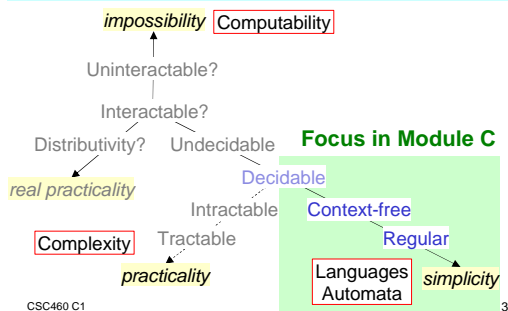 impossibility
Computability
Uninteractable?
Interactable?
Distributivity?
Undecidable
Focus in Module C
Decidable
real practicality
Intractable
Context-free
Complexity
Tractable
Regular
practicality
Languages
Automata
simplicity
CSC460 C1
3